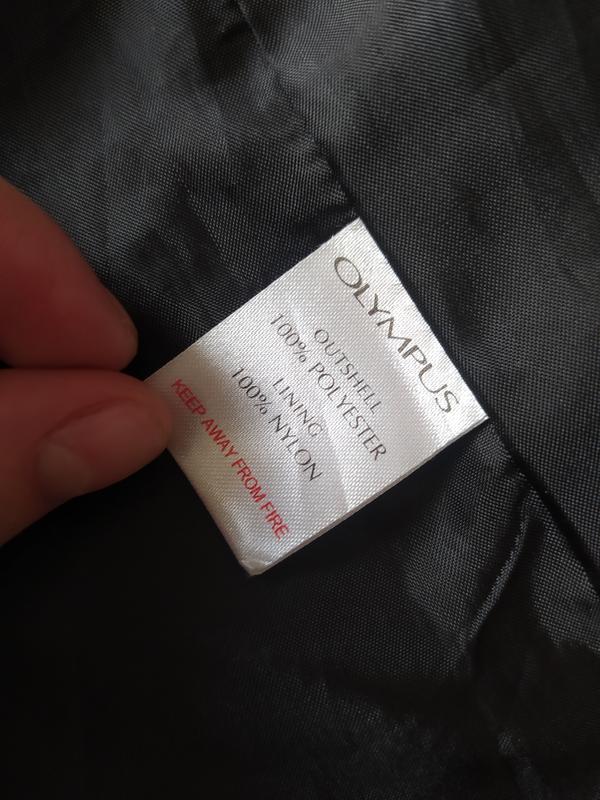 OLYMPUS
OUTSHELL
100% POLYESTER
LINING
100% NYLON
KEEP AWAY FROM FIRE